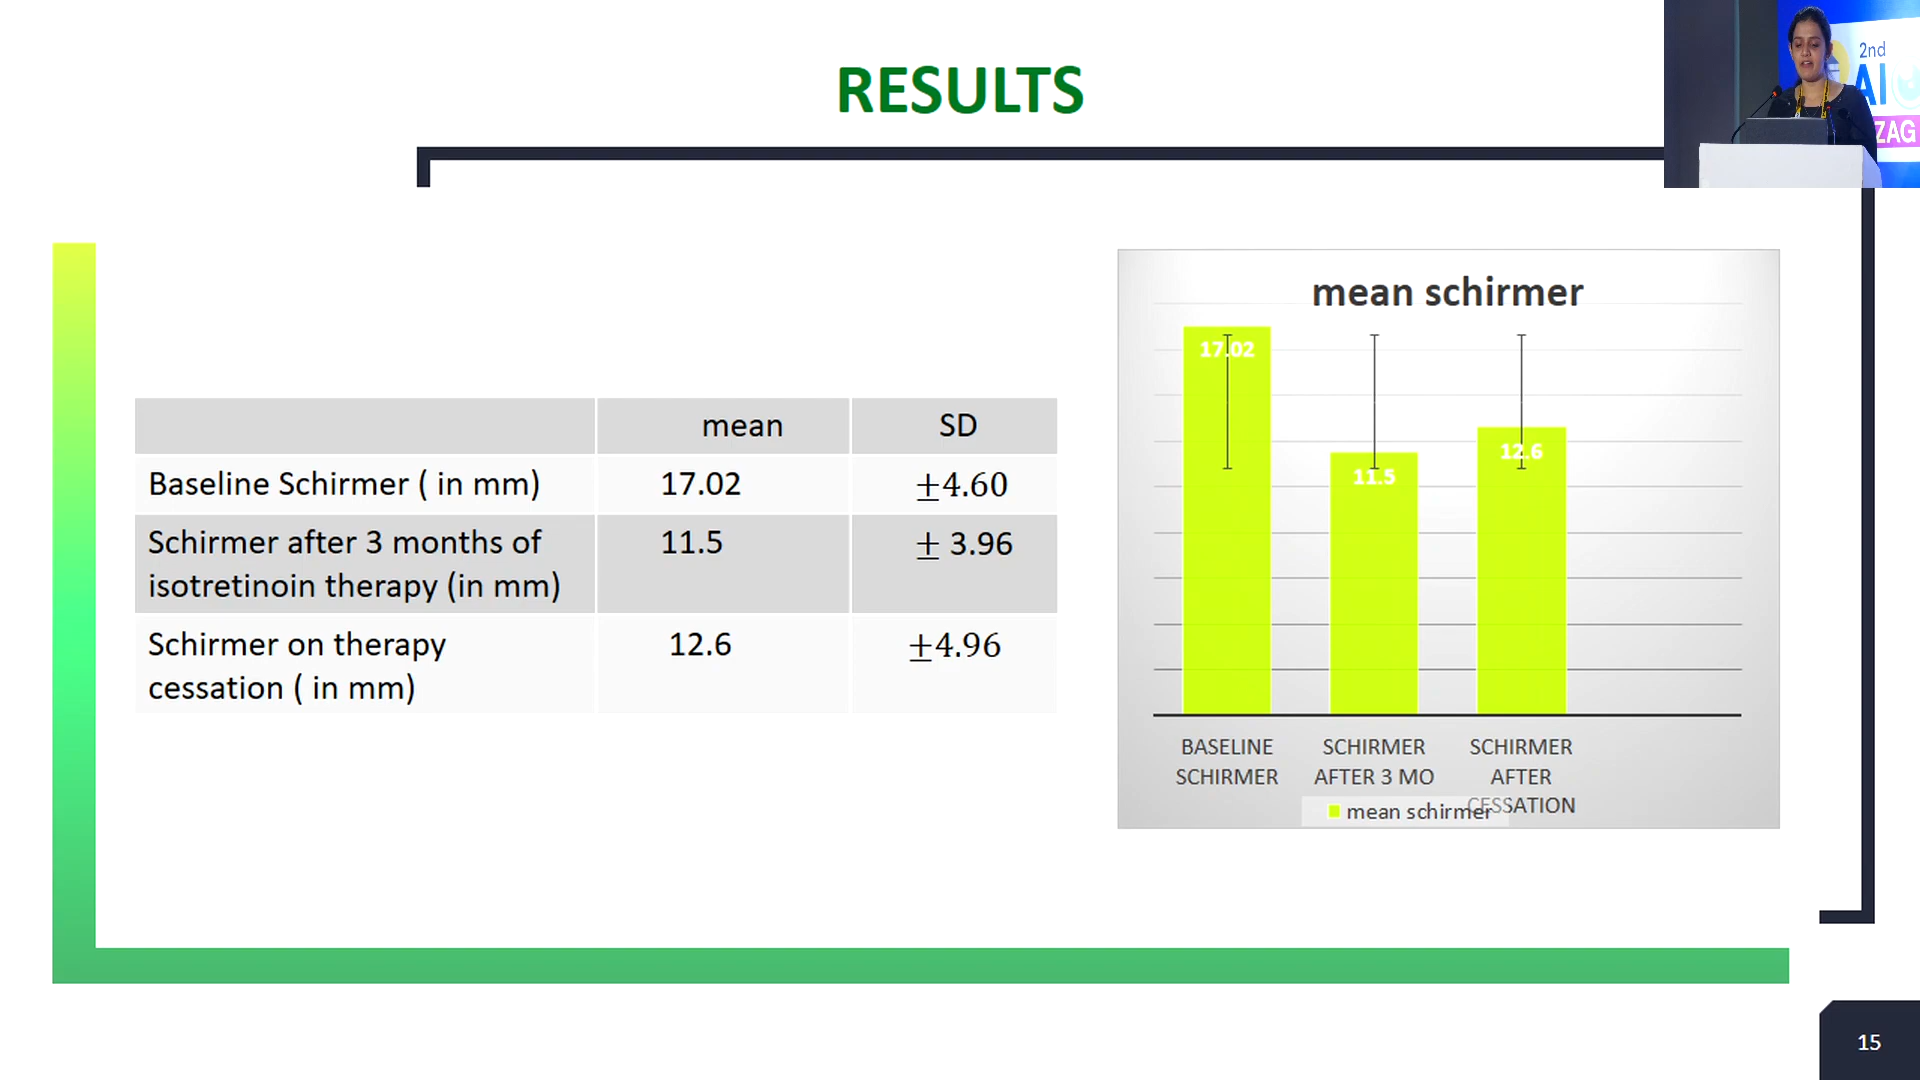 RESULTS
2nd
AI
ZAG
mean SD
Baseline Schirmer ( in mm) 17.02 ±4.60
Schirmer after 3 months of
isotretinoin therapy (in mm) 11.5 ± 3.96
Schirmer on therapy
cessation ( in mm) 12.6 ±4.96
mean schirmer
17.02
11.5
12.6
BASELINE
SCHIRMER
SCHIRMER
AFTER 3 MO
SCHIRMER
AFTER
CESSATION
mean schirmer
15